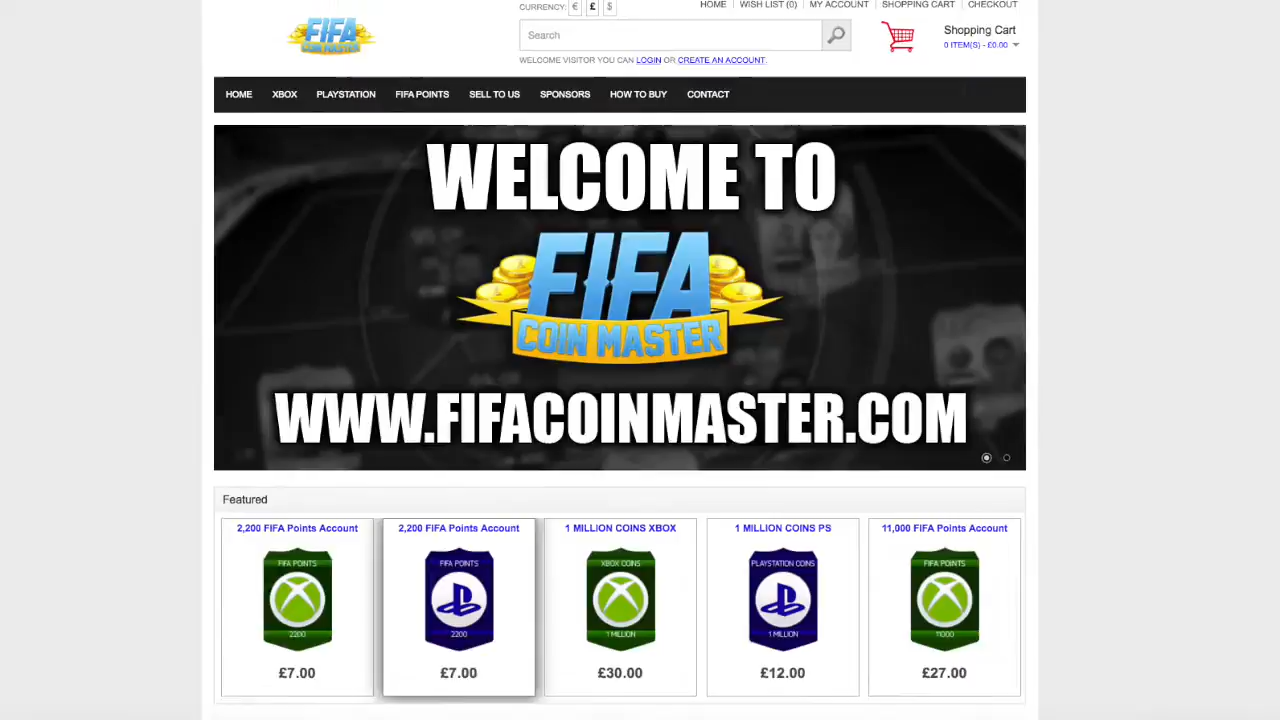 CURRENCY: € £ $
HOME WISH LIST (0) MY ACCOUNT SHOPPING CART CHECKOUT
FIFA
COIN MASTER
Search
Shopping Cart
0 ITEM(S) - £0.00
WELCOME VISITOR YOU CAN LOGIN OR CREATE AN ACCOUNT.
HOME XBOX PLAYSTATION FIFA POINTS SELL TO US SPONSORS HOW TO BUY CONTACT
WELCOME TO
FIFA
COIN MASTER
WWW.FIFACOINMASTER.COM
Featured
2,200 FIFA Points Account
FIFA POINTS
2200
£7.00
2,200 FIFA Points Account
FIFA POINTS
2200
£7.00
1 MILLION COINS XBOX
XBOX COINS
1 MILLION
£30.00
1 MILLION COINS PS
PLAYSTATION COINS
1 MILLION
£12.00
11,000 FIFA Points Account
FIFA POINTS
11000
£27.00